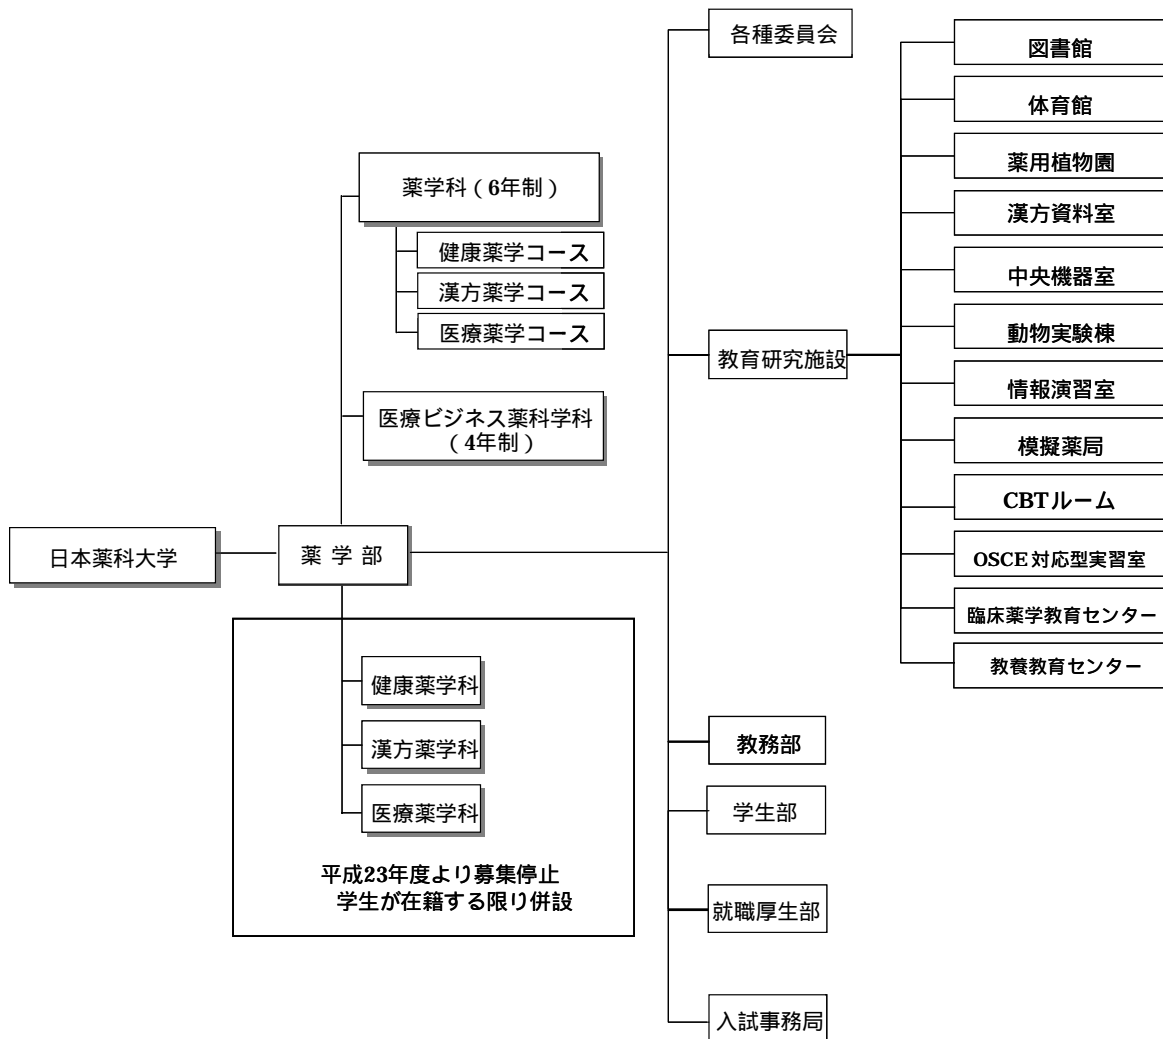 日本薬科大学
薬 学 部
薬学科（6年制）
健康薬学コース
漢方薬学コース
医療薬学コース
医療ビジネス薬科学科
（4年制）
健康薬学科
漢方薬学科
医療薬学科
平成23年度より募集停止
学生が在籍する限り併設
各種委員会
教育研究施設
図書館
体育館
薬用植物園
漢方資料室
中央機器室
動物実験棟
情報演習室
模擬薬局
CBTルーム
OSCE 対応型実習室
臨床薬学教育センター
教養教育センター
教務部
学生部
就職厚生部
入試事務局